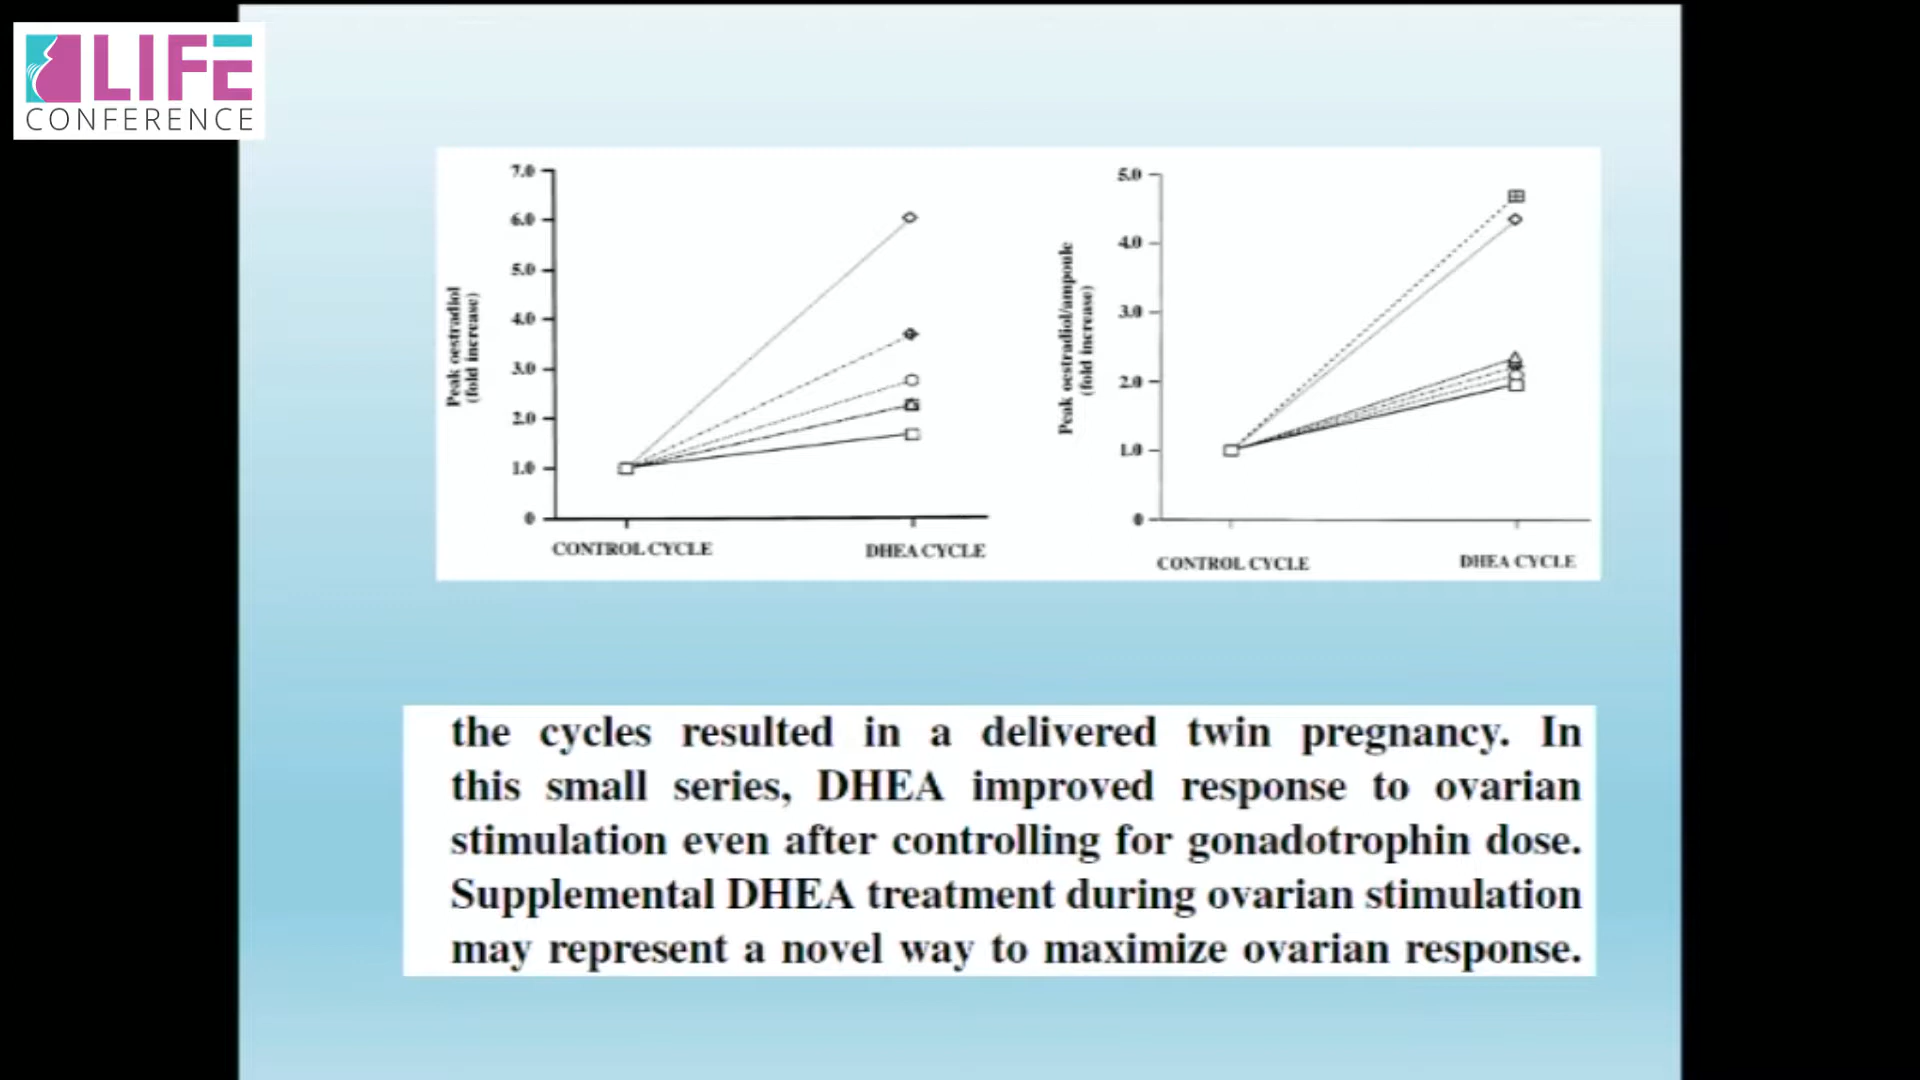 LIFE
CONFERENCE
7.0
6.0
5.0
4.0
3.0
2.0
1.0
0
Peak oestradiol
(fold increase)
CONTROL CYCLE
DHEA CYCLE
5.0
4.0
3.0
2.0
1.0
0
Peak oestradiol/ampoule
(fold increase)
CONTROL CYCLE
DHEA CYCLE
the cycles resulted in a delivered twin pregnancy. In
this small series, DHEA improved response to ovarian
stimulation even after controlling for gonadotrophin dose.
Supplemental DHEA treatment during ovarian stimulation
may represent a novel way to maximize ovarian response.